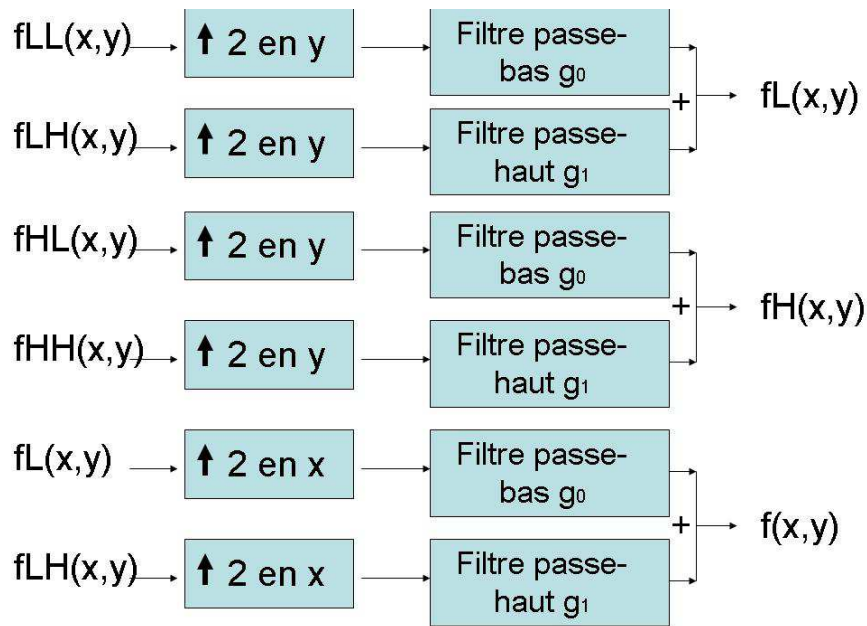 fLL(x,y)
↑ 2 en y
Filtre passe-
bas g₀
+
fL(x,y)
fLH(x,y)
↑ 2 en y
Filtre passe-
haut g₁
fHL(x,y)
↑ 2 en y
Filtre passe-
bas g₀
+
fH(x,y)
fHH(x,y)
↑ 2 en y
Filtre passe-
haut g₁
fL(x,y)
↑ 2 en x
Filtre passe-
bas g₀
+
f(x,y)
fLH(x,y)
↑ 2 en x
Filtre passe-
haut g₁